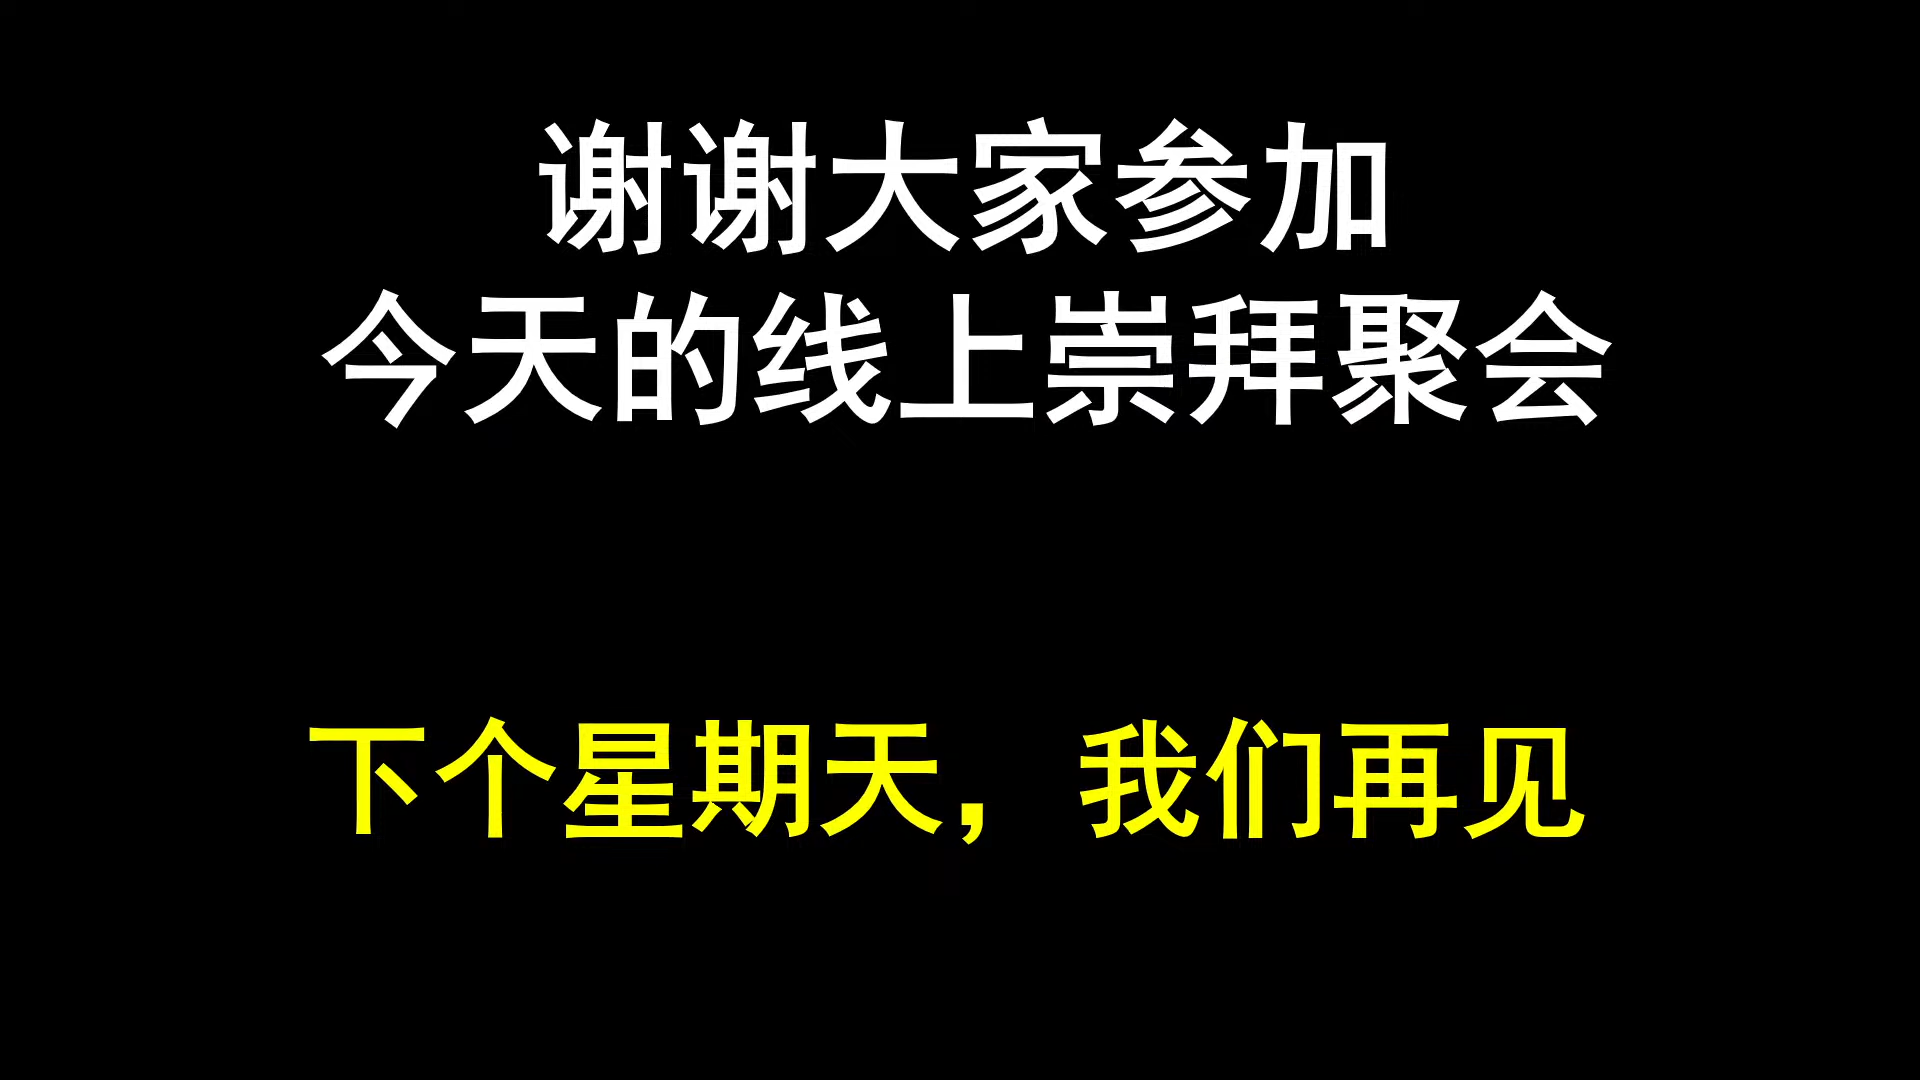 谢谢大家参加
今天的线上崇拜聚会
下个星期天，我们再见